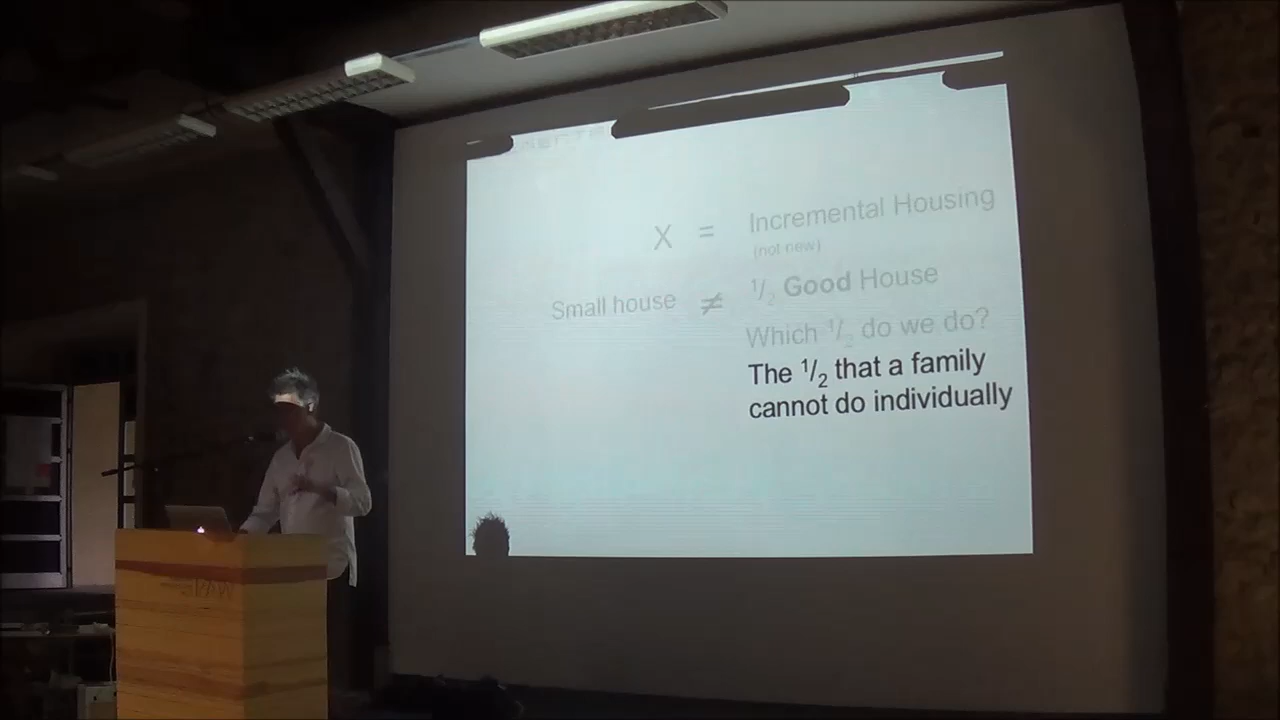 X = Incremental Housing
(not new)
Small house ≠ 1/2 Good House
Which 1/2 do we do?
The 1/2 that a family
cannot do individually